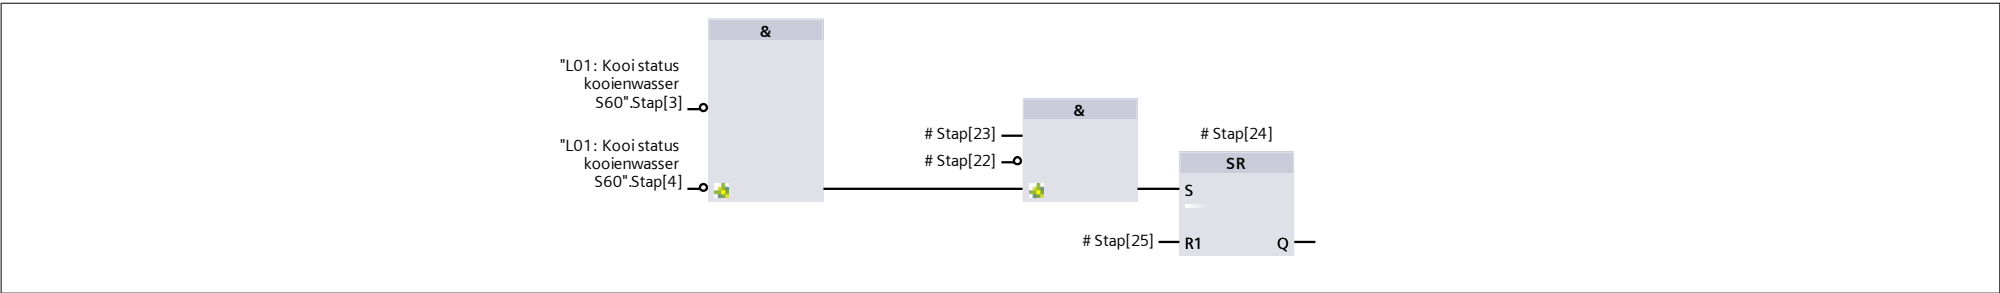 &
"L01: Kooi status
kooienwasser
S60".Stap[3]
"L01: Kooi status
kooienwasser
S60".Stap[4]
&
# Stap[23]
# Stap[22]
# Stap[24]
SR
S
# Stap[25]
R1
Q